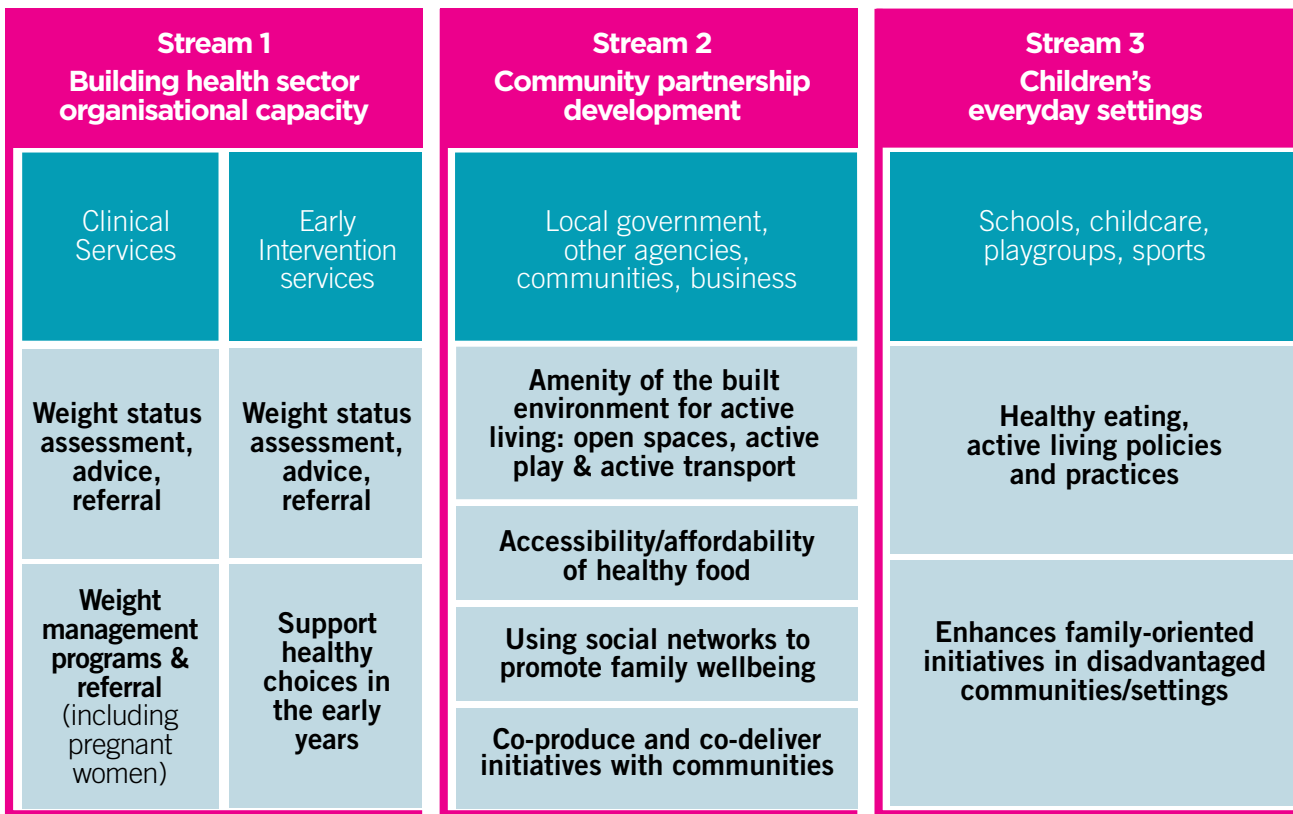 Stream 1
Building health sector
organisational capacity
Clinical
Services
Early
Intervention
services
Weight status
assessment,
advice,
referral
Weight status
assessment,
advice,
referral
Weight
management
programs &
referral
(including
pregnant
women)
Support
healthy
choices in
the early
years
Stream 2
Community partnership
development
Local government,
other agencies,
communities, business
Amenity of the built
environment for active
living: open spaces, active
play & active transport
Accessibility/affordability
of healthy food
Using social networks to
promote family wellbeing
Co-produce and co-deliver
initiatives with communities
Stream 3
Children’s
everyday settings
Schools, childcare,
playgroups, sports
Healthy eating,
active living policies
and practices
Enhances family-oriented
initiatives in disadvantaged
communities/settings